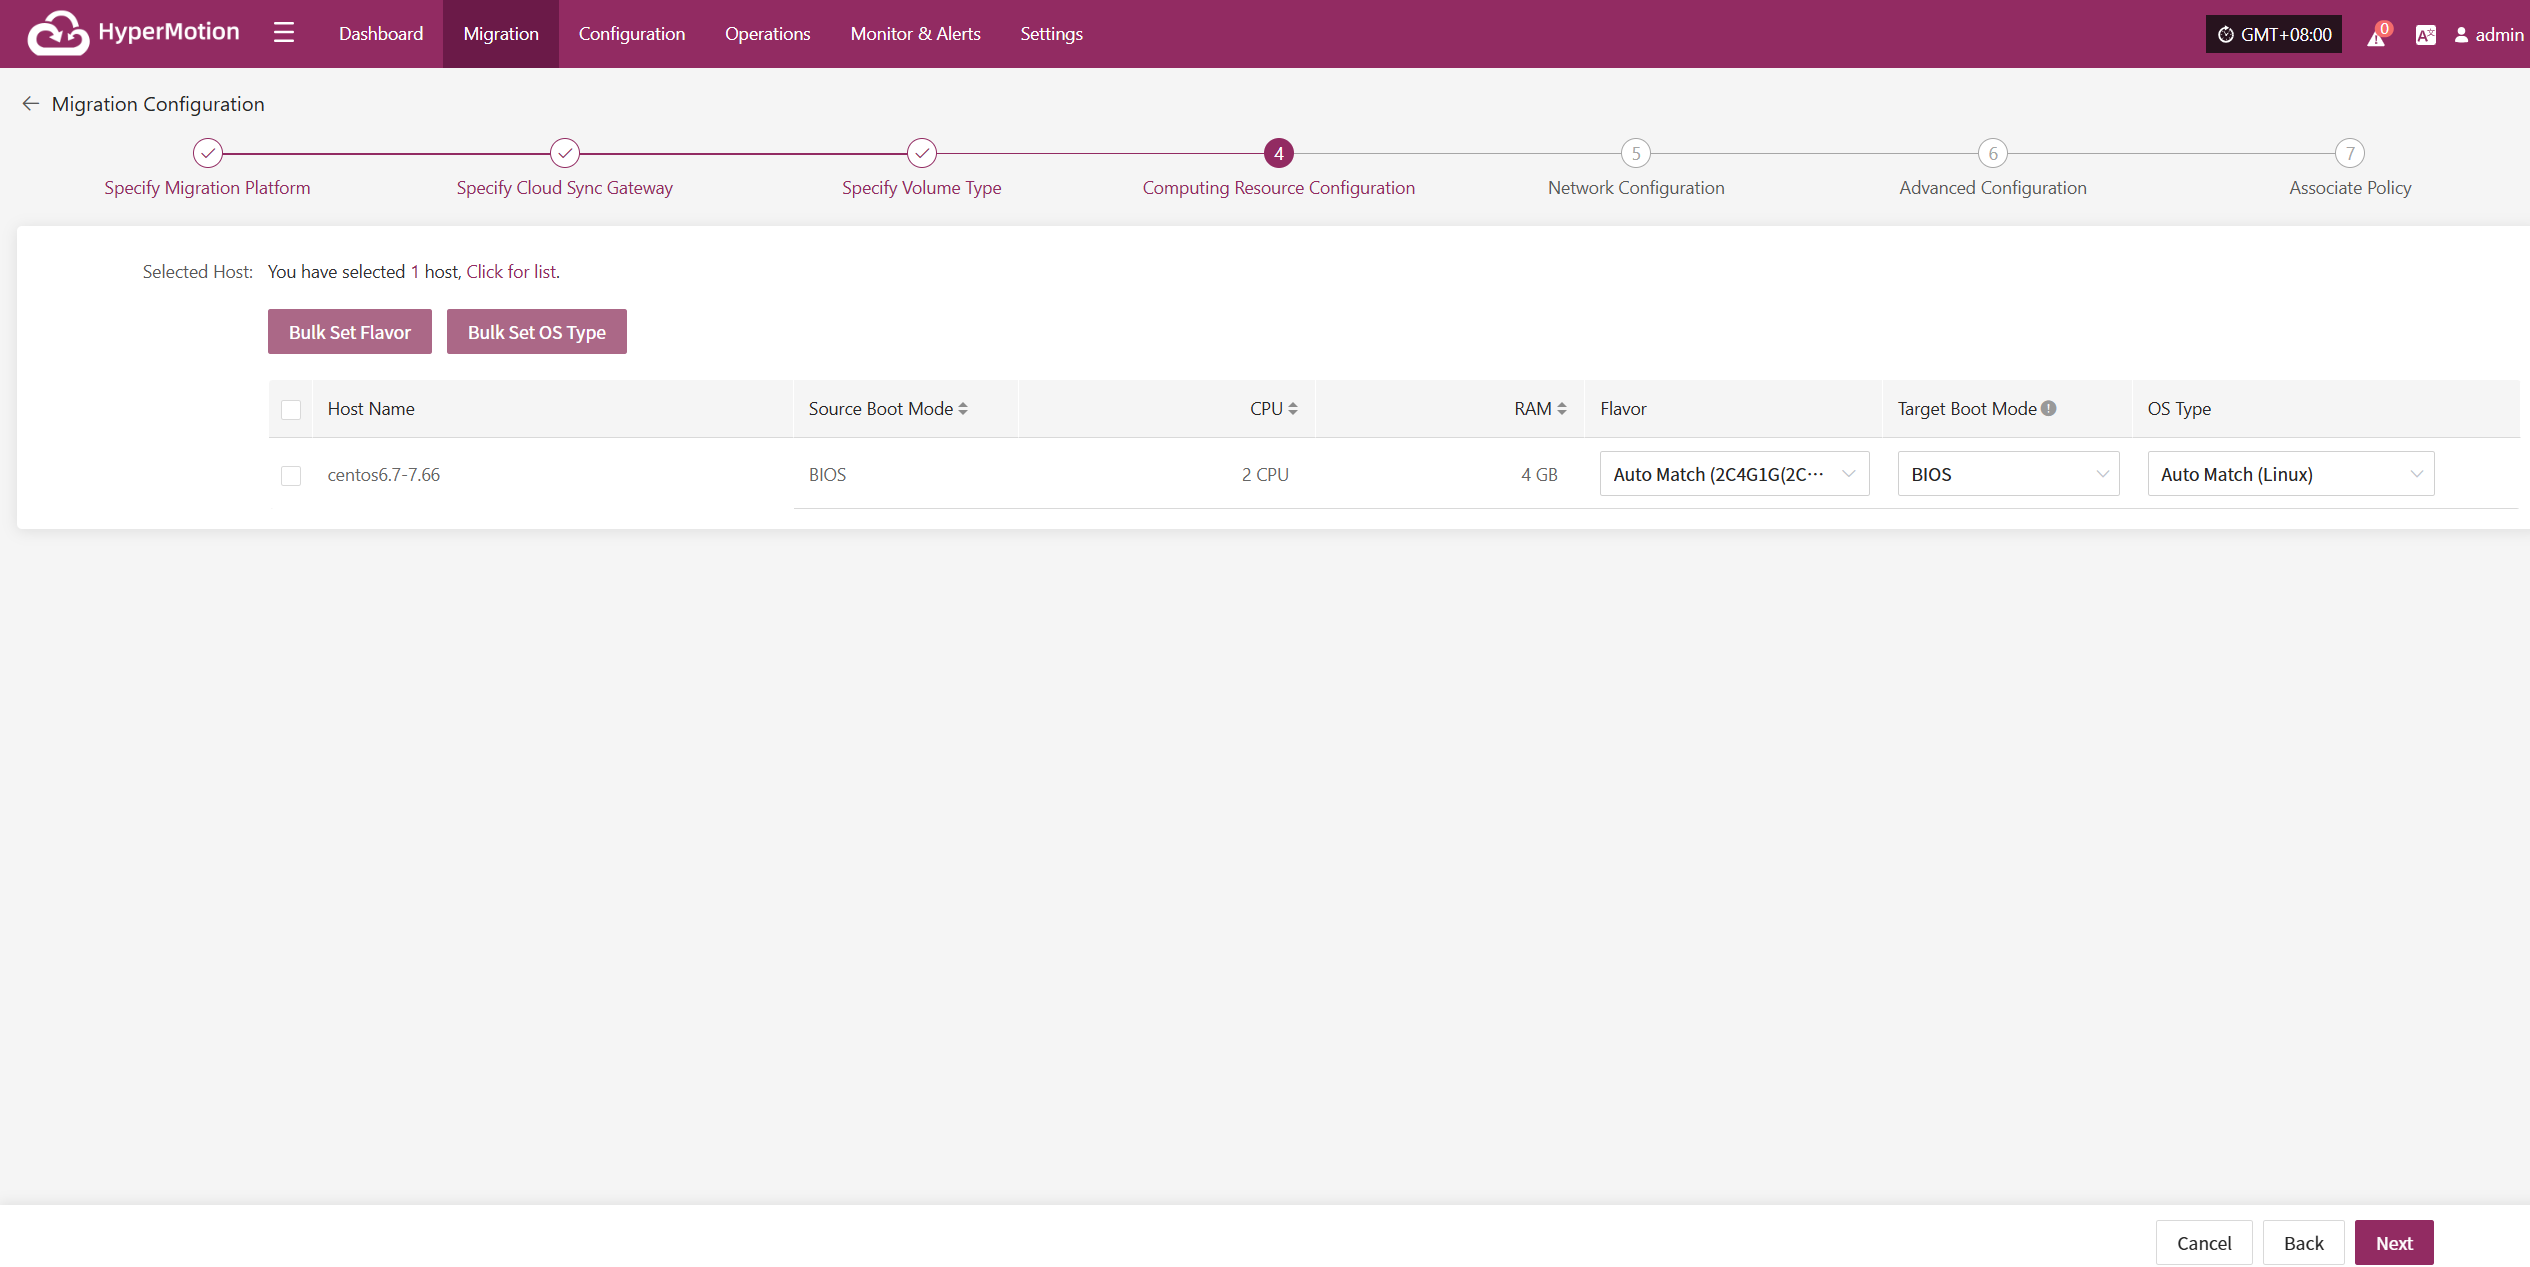 HyperMotion Dashboard Migration Configuration Operations Monitor & Alerts Settings GMT+08:00 0 A文 admin
← Migration Configuration
4 5 6 7
Specify Migration Platform Specify Cloud Sync Gateway Specify Volume Type Computing Resource Configuration Network Configuration Advanced Configuration Associate Policy
Selected Host: You have selected 1 host, Click for list.
Bulk Set Flavor Bulk Set OS Type
Host Name Source Boot Mode CPU RAM Flavor Target Boot Mode OS Type
centos6.7-7.66 BIOS 2 CPU 4 GB Auto Match (2C4G1G(2C··· BIOS Auto Match (Linux)
Cancel Back Next